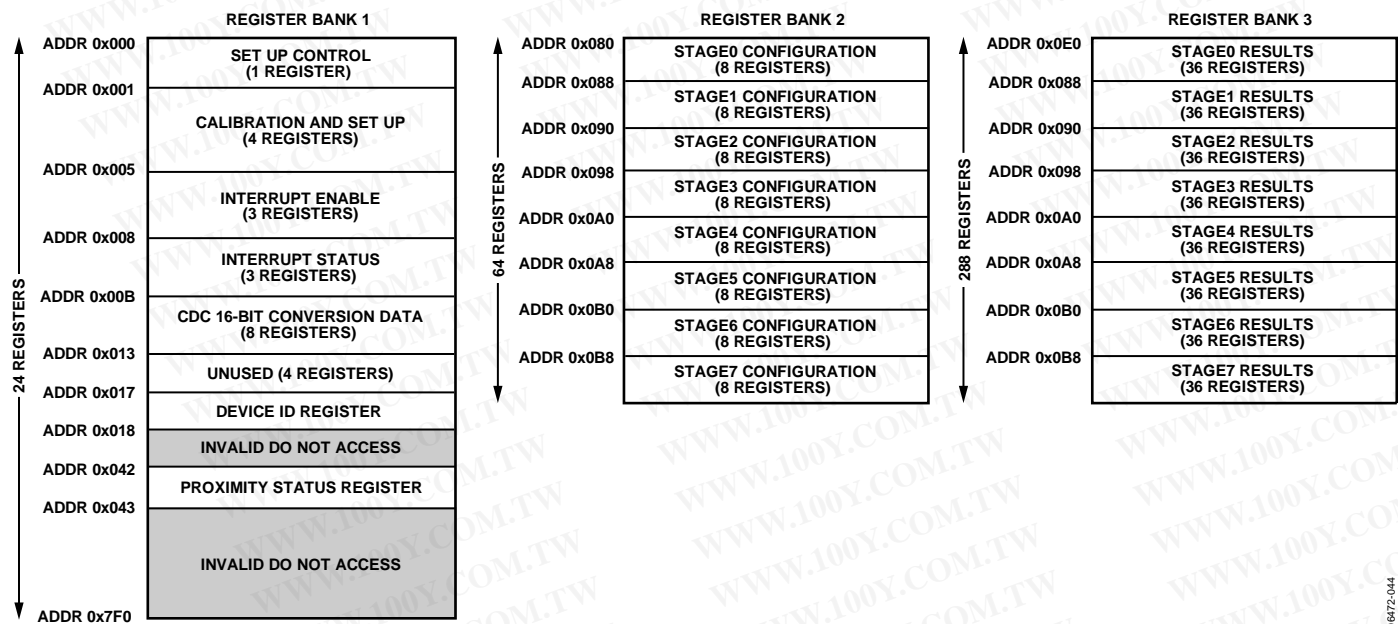 REGISTER BANK 1
ADDR 0x000
SET UP CONTROL
(1 REGISTER)
ADDR 0x001
CALIBRATION AND SET UP
(4 REGISTERS)
ADDR 0x005
INTERRUPT ENABLE
(3 REGISTERS)
ADDR 0x008
INTERRUPT STATUS
(3 REGISTERS)
ADDR 0x00B
CDC 16-BIT CONVERSION DATA
(8 REGISTERS)
ADDR 0x013
UNUSED (4 REGISTERS)
ADDR 0x017
DEVICE ID REGISTER
ADDR 0x018
INVALID DO NOT ACCESS
ADDR 0x042
PROXIMITY STATUS REGISTER
ADDR 0x043
INVALID DO NOT ACCESS
ADDR 0x7F0
24 REGISTERS
REGISTER BANK 2
ADDR 0x080
STAGE0 CONFIGURATION
(8 REGISTERS)
ADDR 0x088
STAGE1 CONFIGURATION
(8 REGISTERS)
ADDR 0x090
STAGE2 CONFIGURATION
(8 REGISTERS)
ADDR 0x098
STAGE3 CONFIGURATION
(8 REGISTERS)
ADDR 0x0A0
STAGE4 CONFIGURATION
(8 REGISTERS)
ADDR 0x0A8
STAGE5 CONFIGURATION
(8 REGISTERS)
ADDR 0x0B0
STAGE6 CONFIGURATION
(8 REGISTERS)
ADDR 0x0B8
STAGE7 CONFIGURATION
(8 REGISTERS)
64 REGISTERS
REGISTER BANK 3
ADDR 0x0E0
STAGE0 RESULTS
(36 REGISTERS)
ADDR 0x088
STAGE1 RESULTS
(36 REGISTERS)
ADDR 0x090
STAGE2 RESULTS
(36 REGISTERS)
ADDR 0x098
STAGE3 RESULTS
(36 REGISTERS)
ADDR 0x0A0
STAGE4 RESULTS
(36 REGISTERS)
ADDR 0x0A8
STAGE5 RESULTS
(36 REGISTERS)
ADDR 0x0B0
STAGE6 RESULTS
(36 REGISTERS)
ADDR 0x0B8
STAGE7 RESULTS
(36 REGISTERS)
288 REGISTERS
06472-044
WWW.100Y.COM.TW